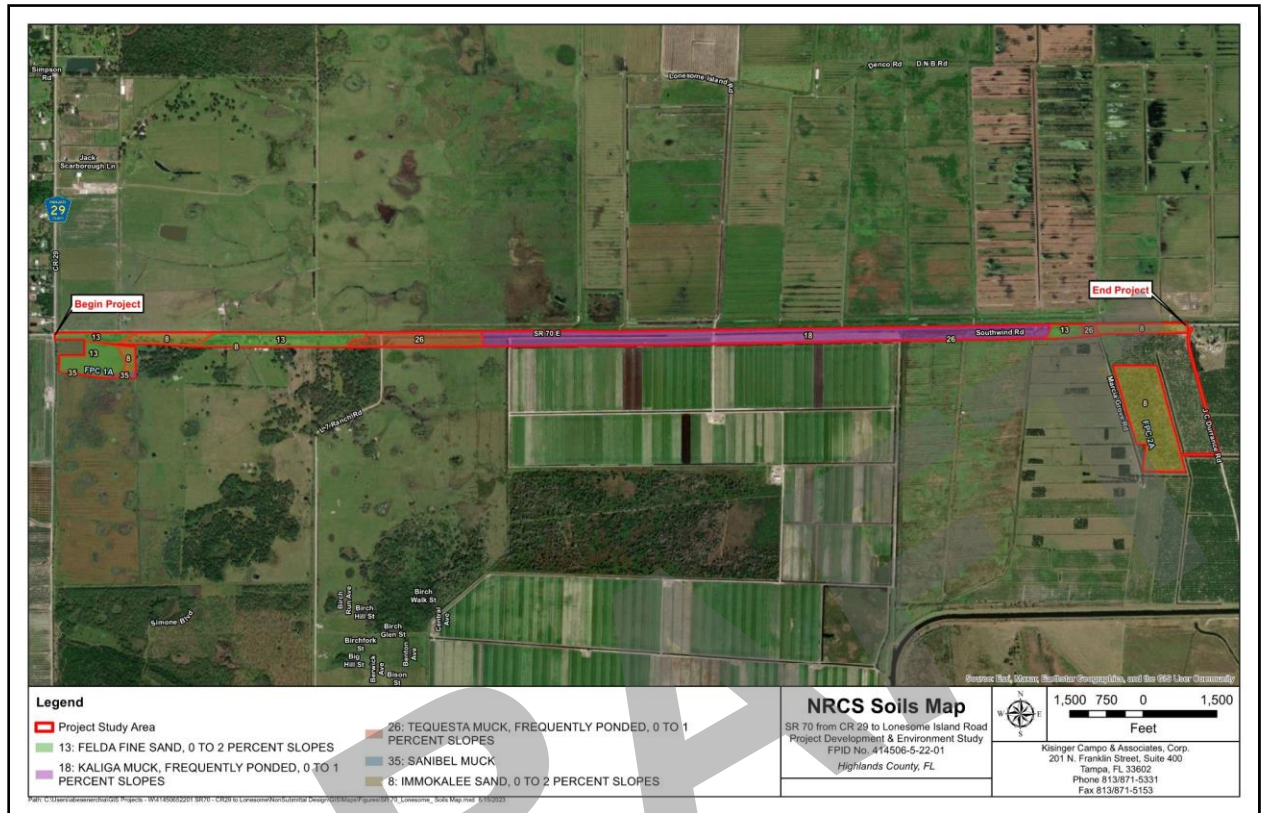 Simpson
Rd
Lonesome Island Rd
Denco Rd
D N B Rd
Jack
Scarborough Ln
29
CR 29
Begin Project
End Project
13
8
13
26
SR 70 E
18
Southwind Rd
13
26
8
8
26
13
8
35
FPC 1A
35
U-7 Ranch Rd
Marcia Grove Rd
8
FPC 2A
J C Durrance Rd
Birch
Run Ave
Birch
Hill St
Birch
Walk St
Central
Ave
Simone Blvd
Birch
Glen St
Birchfork
St
Benton
Ave
Big
Hill St
Berwick
Ave
Bison
St
Source: Esri, Maxar, Earthstar Geographics, and the GIS User Community
Legend
Project Study Area
13: FELDA FINE SAND, 0 TO 2 PERCENT SLOPES
18: KALIGA MUCK, FREQUENTLY PONDED, 0 TO 1
PERCENT SLOPES
26: TEQUESTA MUCK, FREQUENTLY PONDED, 0 TO 1
PERCENT SLOPES
35: SANIBEL MUCK
8: IMMOKALEE SAND, 0 TO 2 PERCENT SLOPES
NRCS Soils Map
SR 70 from CR 29 to Lonesome Island Road
Project Development & Environment Study
FPID No. 414506-5-22-01
Highlands County, FL
N
W
E
S
1,500 750 0 1,500
Feet
Kisinger Campo & Associates, Corp.
201 N. Franklin Street, Suite 400
Tampa, FL 33602
Phone 813/871-5331
Fax 813/871-5153